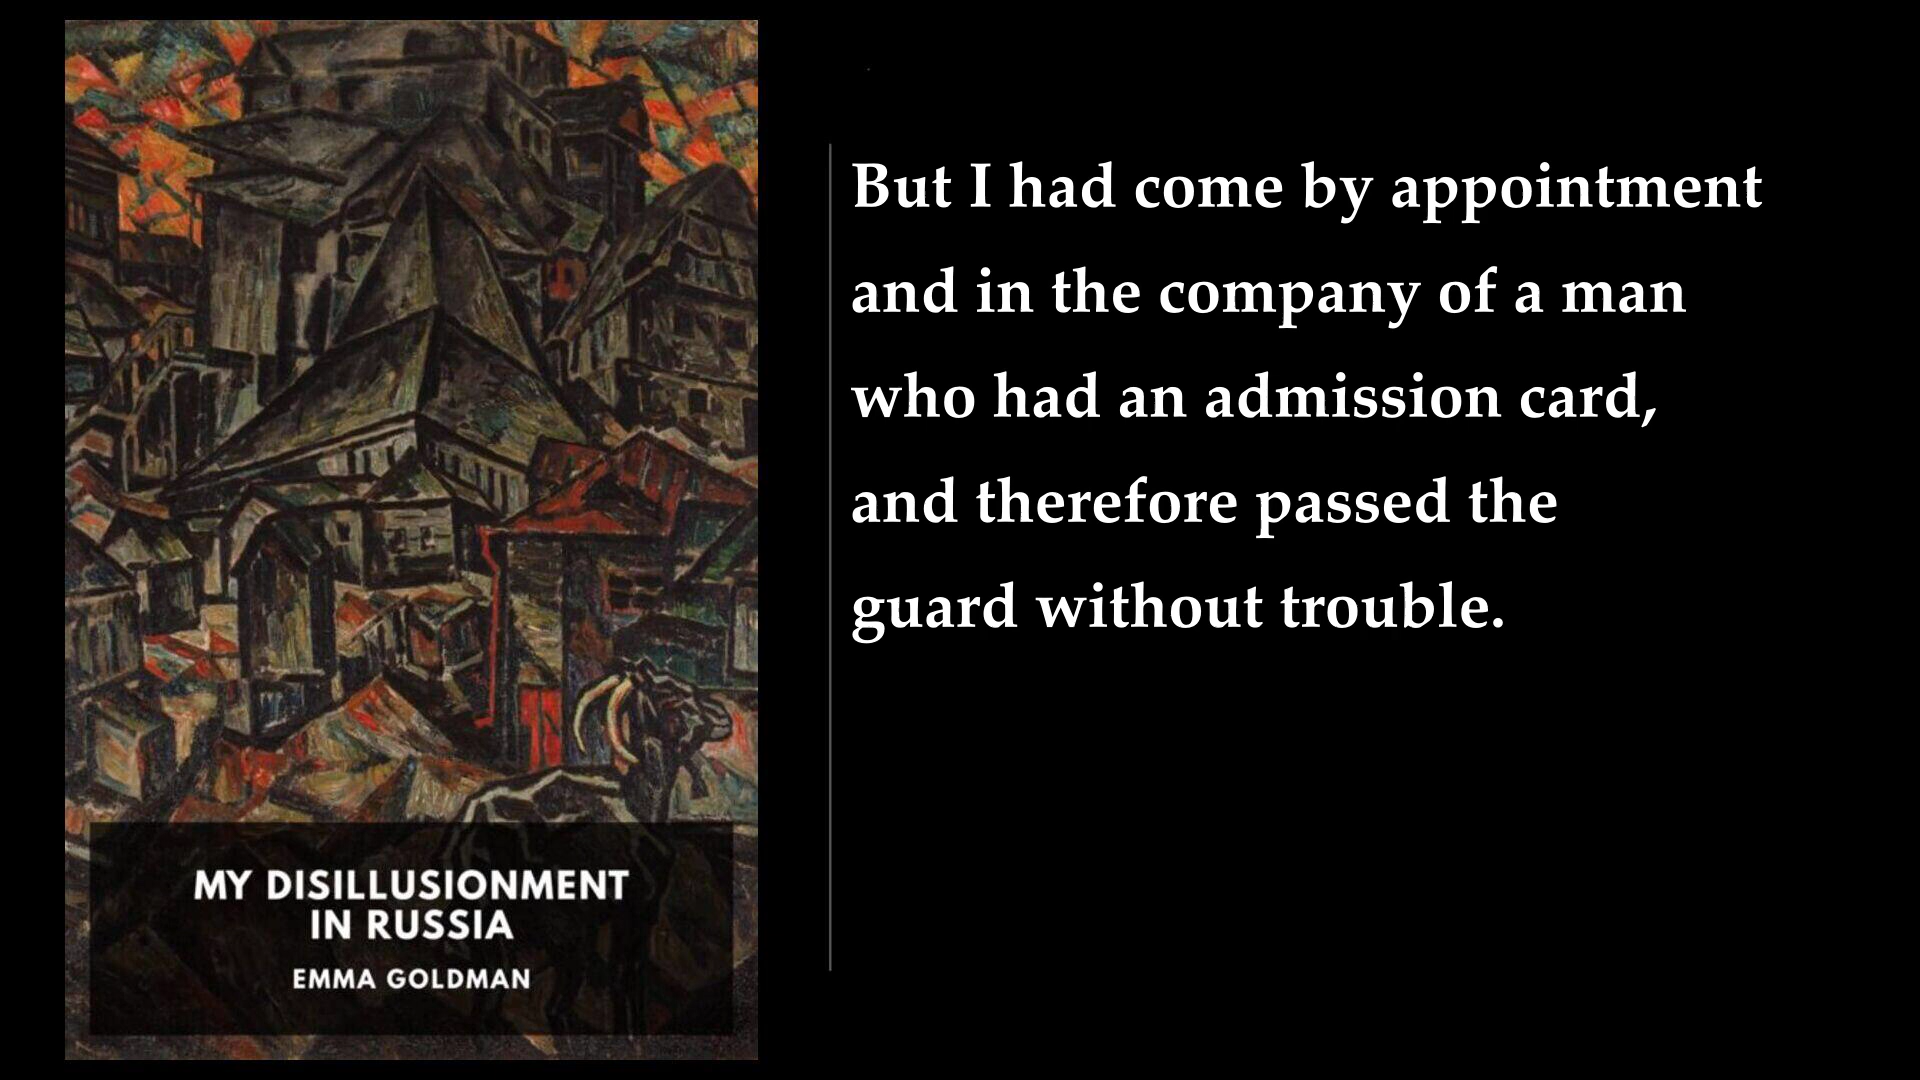 MY DISILLUSIONMENT
IN RUSSIA
EMMA GOLDMAN
But I had come by appointment
and in the company of a man
who had an admission card,
and therefore passed the
guard without trouble.